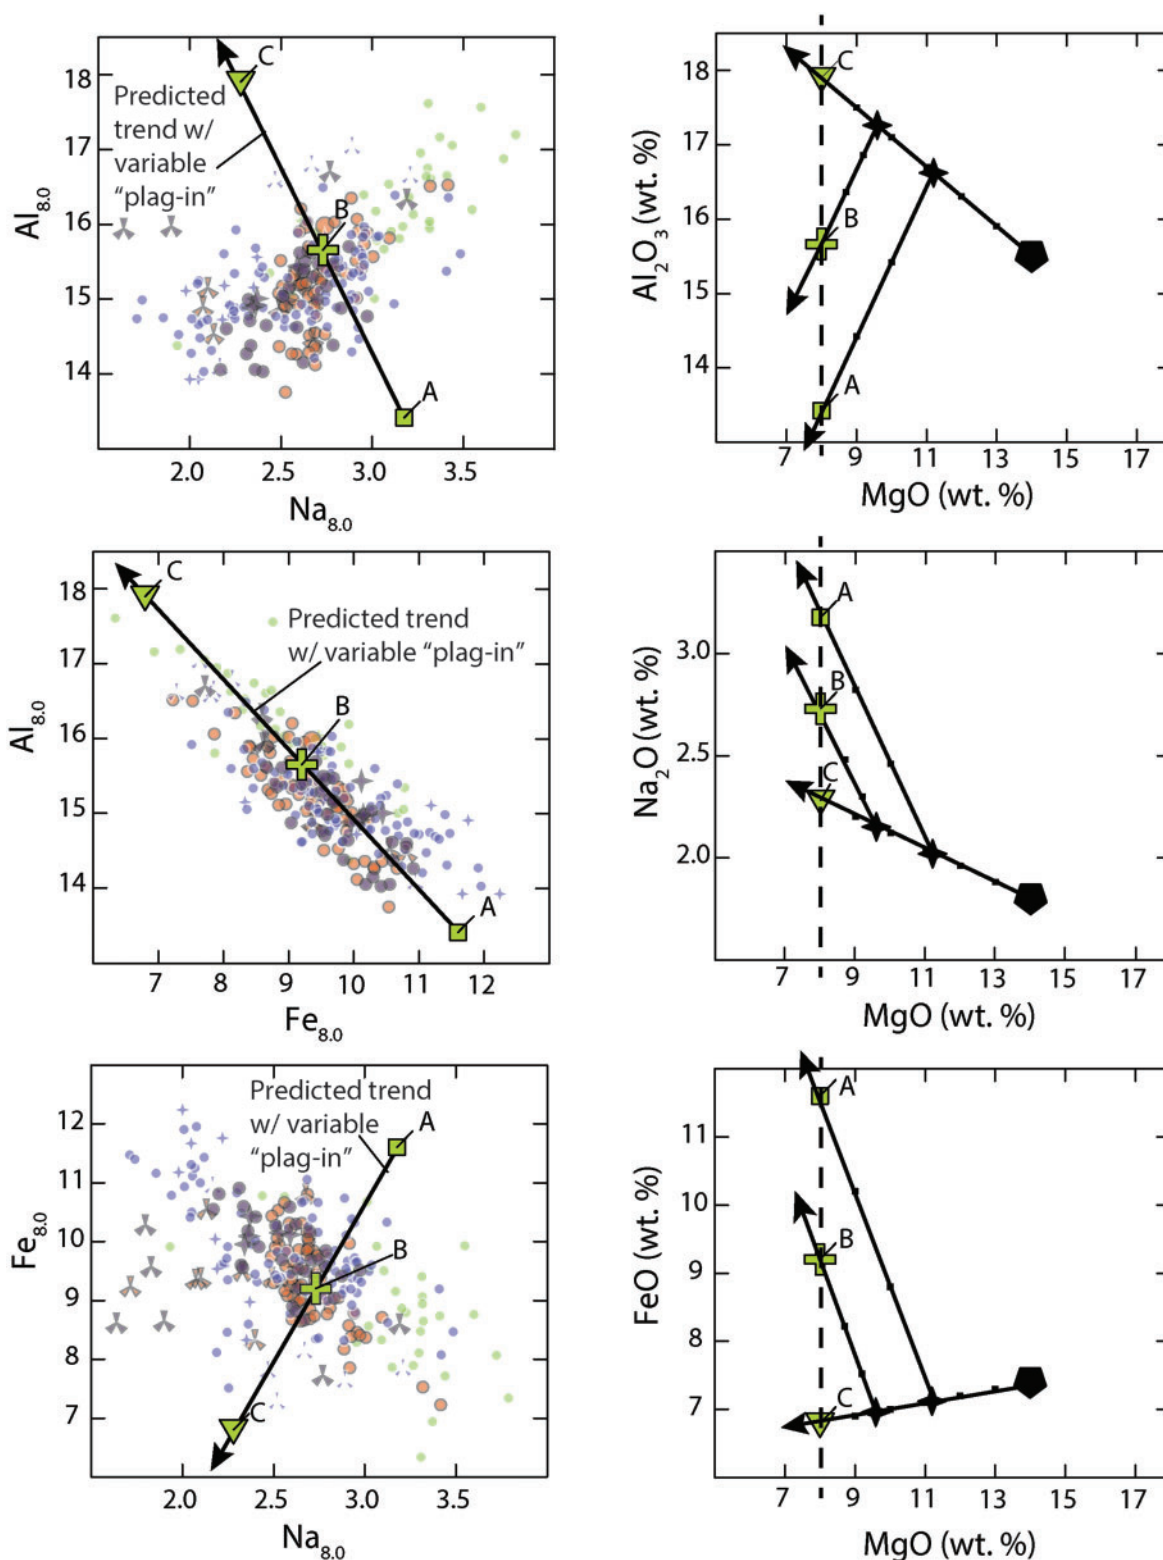 18
17
16
15
14
Al8.0
C
Predicted
trend w/
variable
"plag-in"
B
A
2.0
2.5
3.0
3.5
Na8.0
18
17
16
15
14
Al2O3 (wt. %)
C
B
A
7
9
11
13
15
17
MgO (wt. %)
18
17
16
15
14
Al8.0
C
Predicted trend
w/ variable "plag-in"
B
A
7
8
9
10
11
12
Fe8.0
3.0
2.5
2.0
Na2O (wt. %)
A
B
C
7
9
11
13
15
17
MgO (wt. %)
12
11
10
9
8
7
Fe8.0
Predicted trend
w/ variable
"plag-in"
A
B
C
2.0
2.5
3.0
3.5
Na8.0
11
10
9
8
7
FeO (wt. %)
A
B
C
7
9
11
13
15
17
MgO (wt. %)